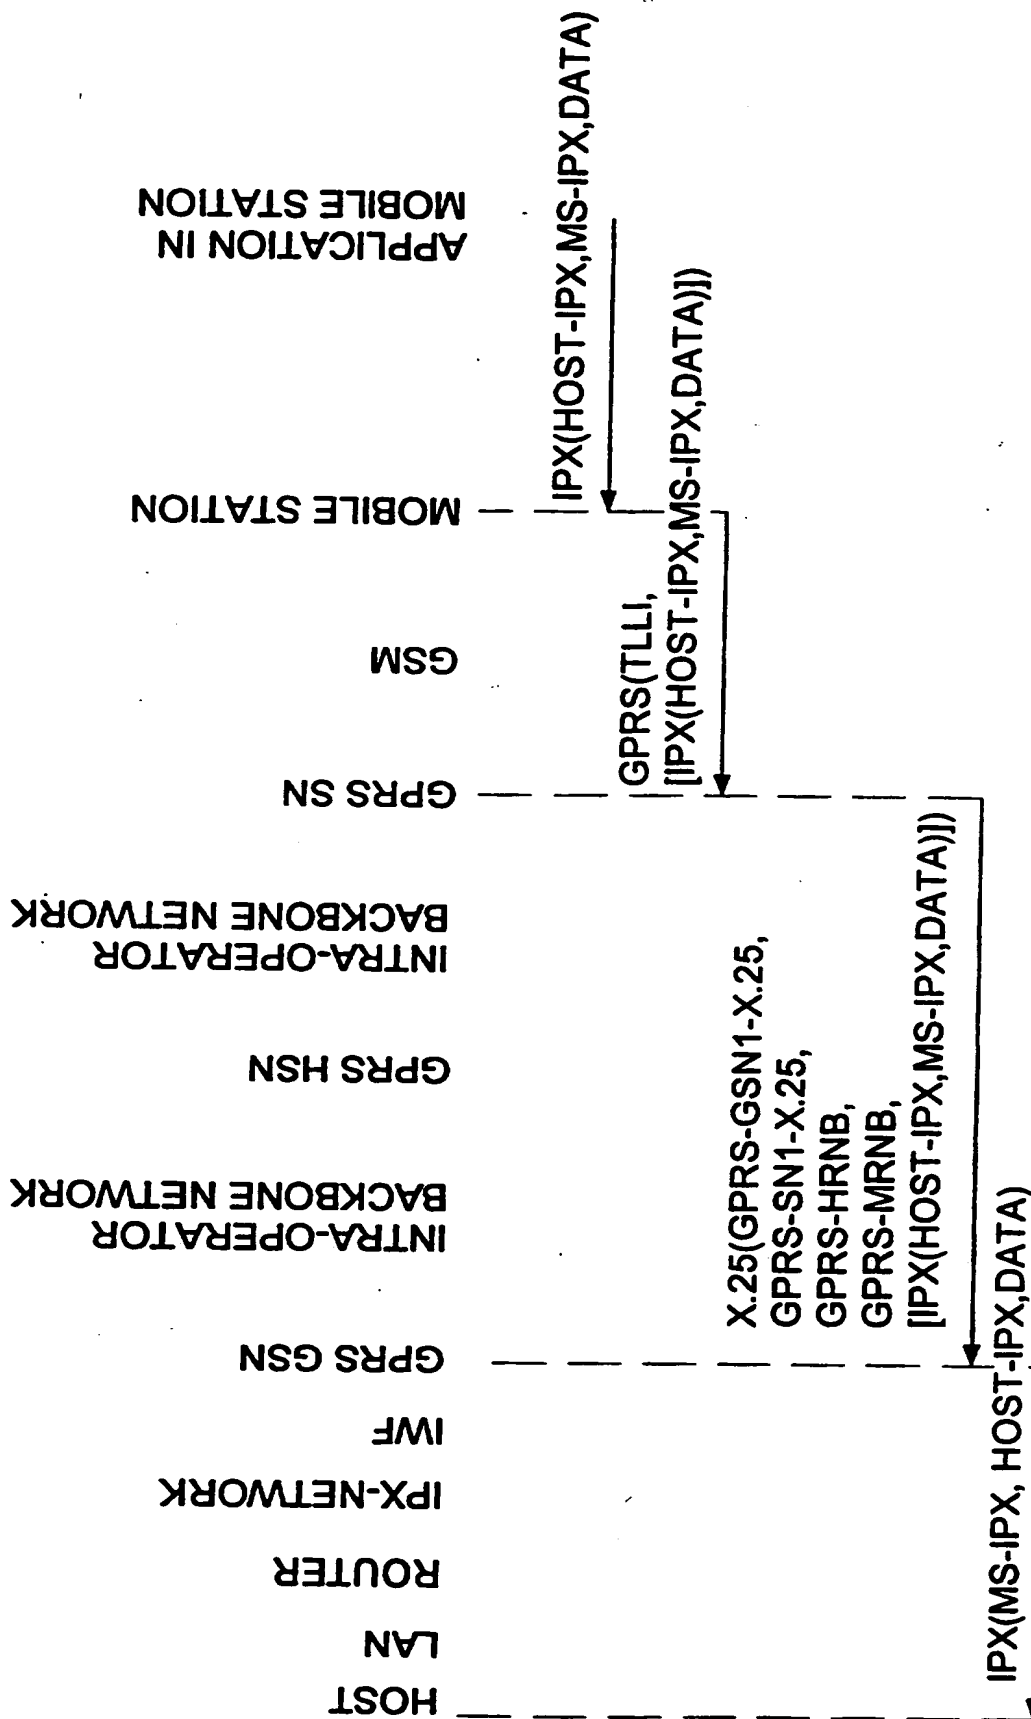 HOST
LAN
ROUTER
IPX-NETWORK
IWF
GPRS GSN
INTRA-OPERATOR
BACKBONE NETWORK
GPRS HSN
INTRA-OPERATOR
BACKBONE NETWORK
GPRS SN
GSM
MOBILE STATION
APPLICATION IN
MOBILE STATION
IPX(HOST-IPX,MS-IPX,DATA)
GPRS(TLLI,
[IPX(HOST-IPX,MS-IPX,DATA)])
X.25(GPRS-GSN1-X.25,
GPRS-SN1-X.25,
GPRS-HRNB,
GPRS-MRNB,
[IPX(HOST-IPX,MS-IPX,DATA)])
IPX(MS-IPX, HOST-IPX,DATA)